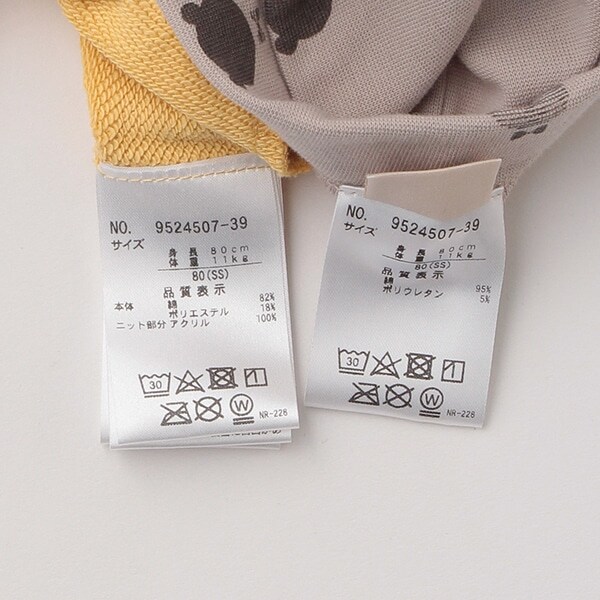 NO. 9524507-39
サイズ
身長 80cm
体重 11kg
80(SS)
品質表示
本体 綿 82%
ポリエステル 18%
ニット部分 アクリル 100%
30
W
NR-228
NO. 9524507-39
サイズ
身長 80cm
体重 11kg
80(SS)
品質表示
綿 95%
ポリウレタン 5%
30
W
NR-228